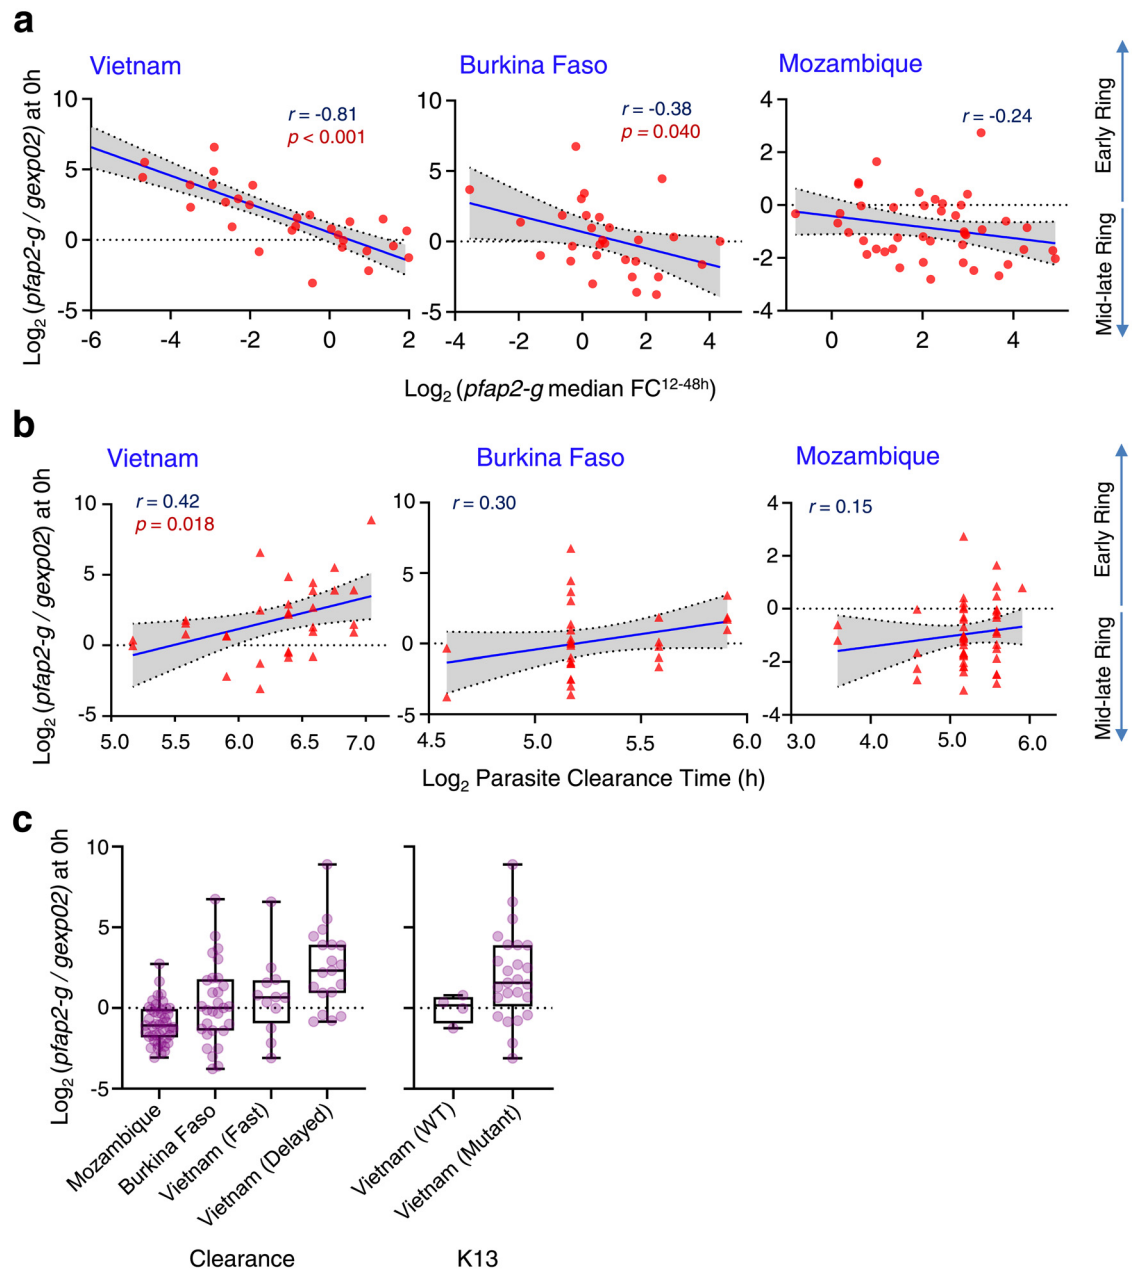 a
Vietnam
Burkina Faso
Mozambique
Log2 (pfap2-g / gexp02) at 0h
10
5
0
-5
-6
-4
-2
0
2
r = -0.81
p < 0.001
10
5
0
-5
-4
-2
0
2
4
r = -0.38
p = 0.040
4
2
0
-2
-4
0
2
4
r = -0.24
Early Ring
Mid-late Ring
Log2 (pfap2-g median FC12-48h)
b
Vietnam
Burkina Faso
Mozambique
Log2 (pfap2-g / gexp02) at 0h
10
5
0
-5
5.0
5.5
6.0
6.5
7.0
r = 0.42
p = 0.018
10
5
0
-5
4.5
5.0
5.5
6.0
r = 0.30
4
2
0
-2
-4
3.0
4.0
5.0
6.0
r = 0.15
Early Ring
Mid-late Ring
Log2 Parasite Clearance Time (h)
c
Log2 (pfap2-g / gexp02) at 0h
10
5
0
-5
Mozambique
Burkina Faso
Vietnam (Fast)
Vietnam (Delayed)
Vietnam (WT)
Vietnam (Mutant)
Clearance
K13